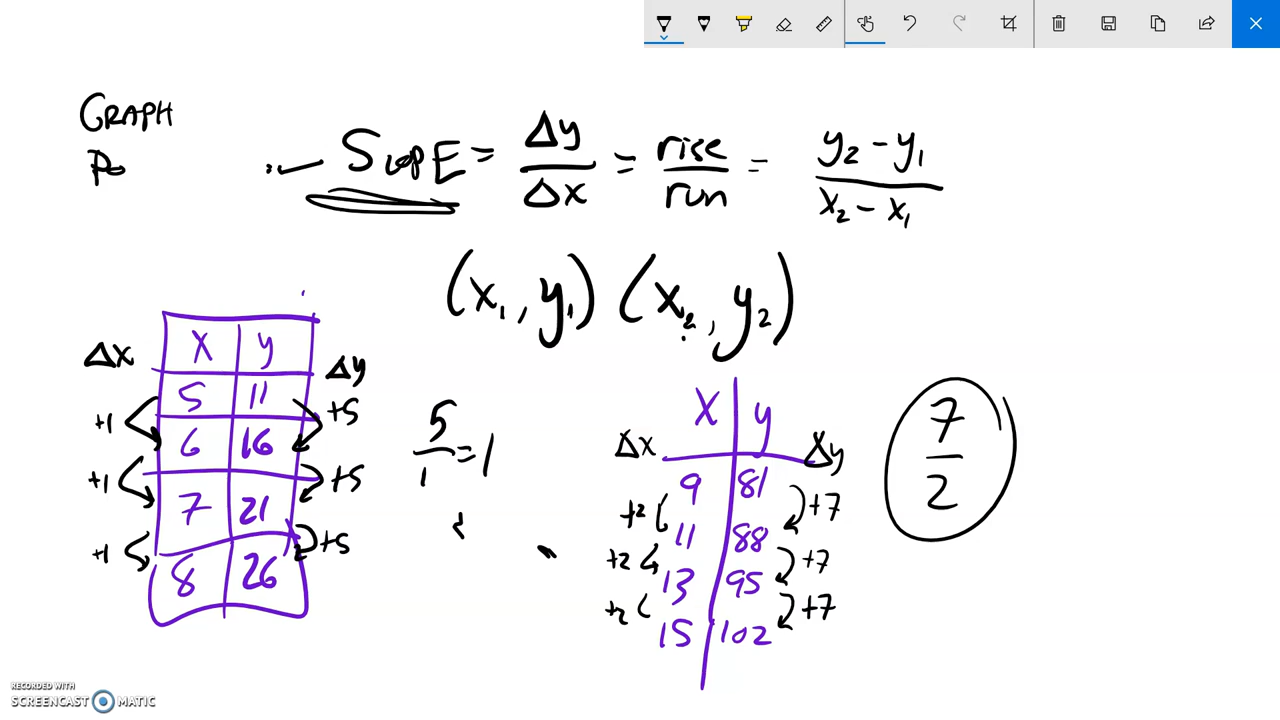 GRAPH
Po
SLOPE = Δy/Δx = rise/run = y₂ - y₁/x₂ - x₁
(x₁, y₁) (x₂, y₂)
Δx x y Δy
5 11
+1 +5
6 16
+1 +5
7 21
+1 +5
8 26
5/1 = 1
Δx x y Δy
9 81
+2 +7
11 88
+2 +7
13 95
+2 +7
15 102
7/2
RECORDED WITH
SCREENCAST MATIC